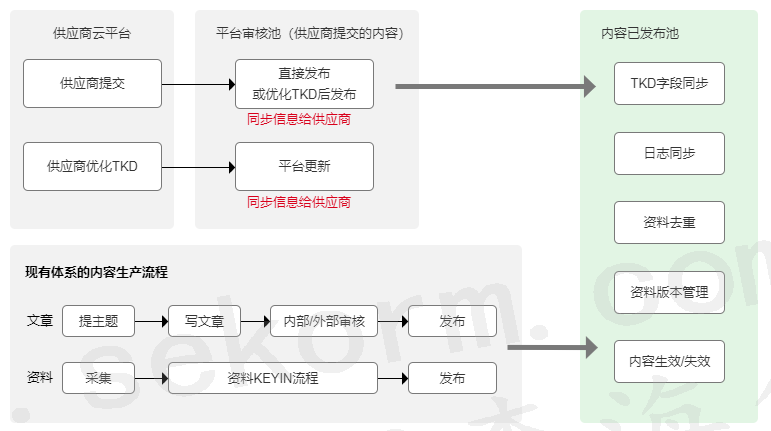 供应商云平台
供应商提交
供应商优化TKD
平台审核池（供应商提交的内容）
直接发布
或优化TKD后发布
同步信息给供应商
平台更新
同步信息给供应商
内容已发布池
TKD字段同步
日志同步
资料去重
资料版本管理
内容生效/失效
现有体系的内容生产流程
文章
提主题
写文章
内部/外部审核
发布
资料
采集
资料KEYIN流程
发布
.sekorm.com